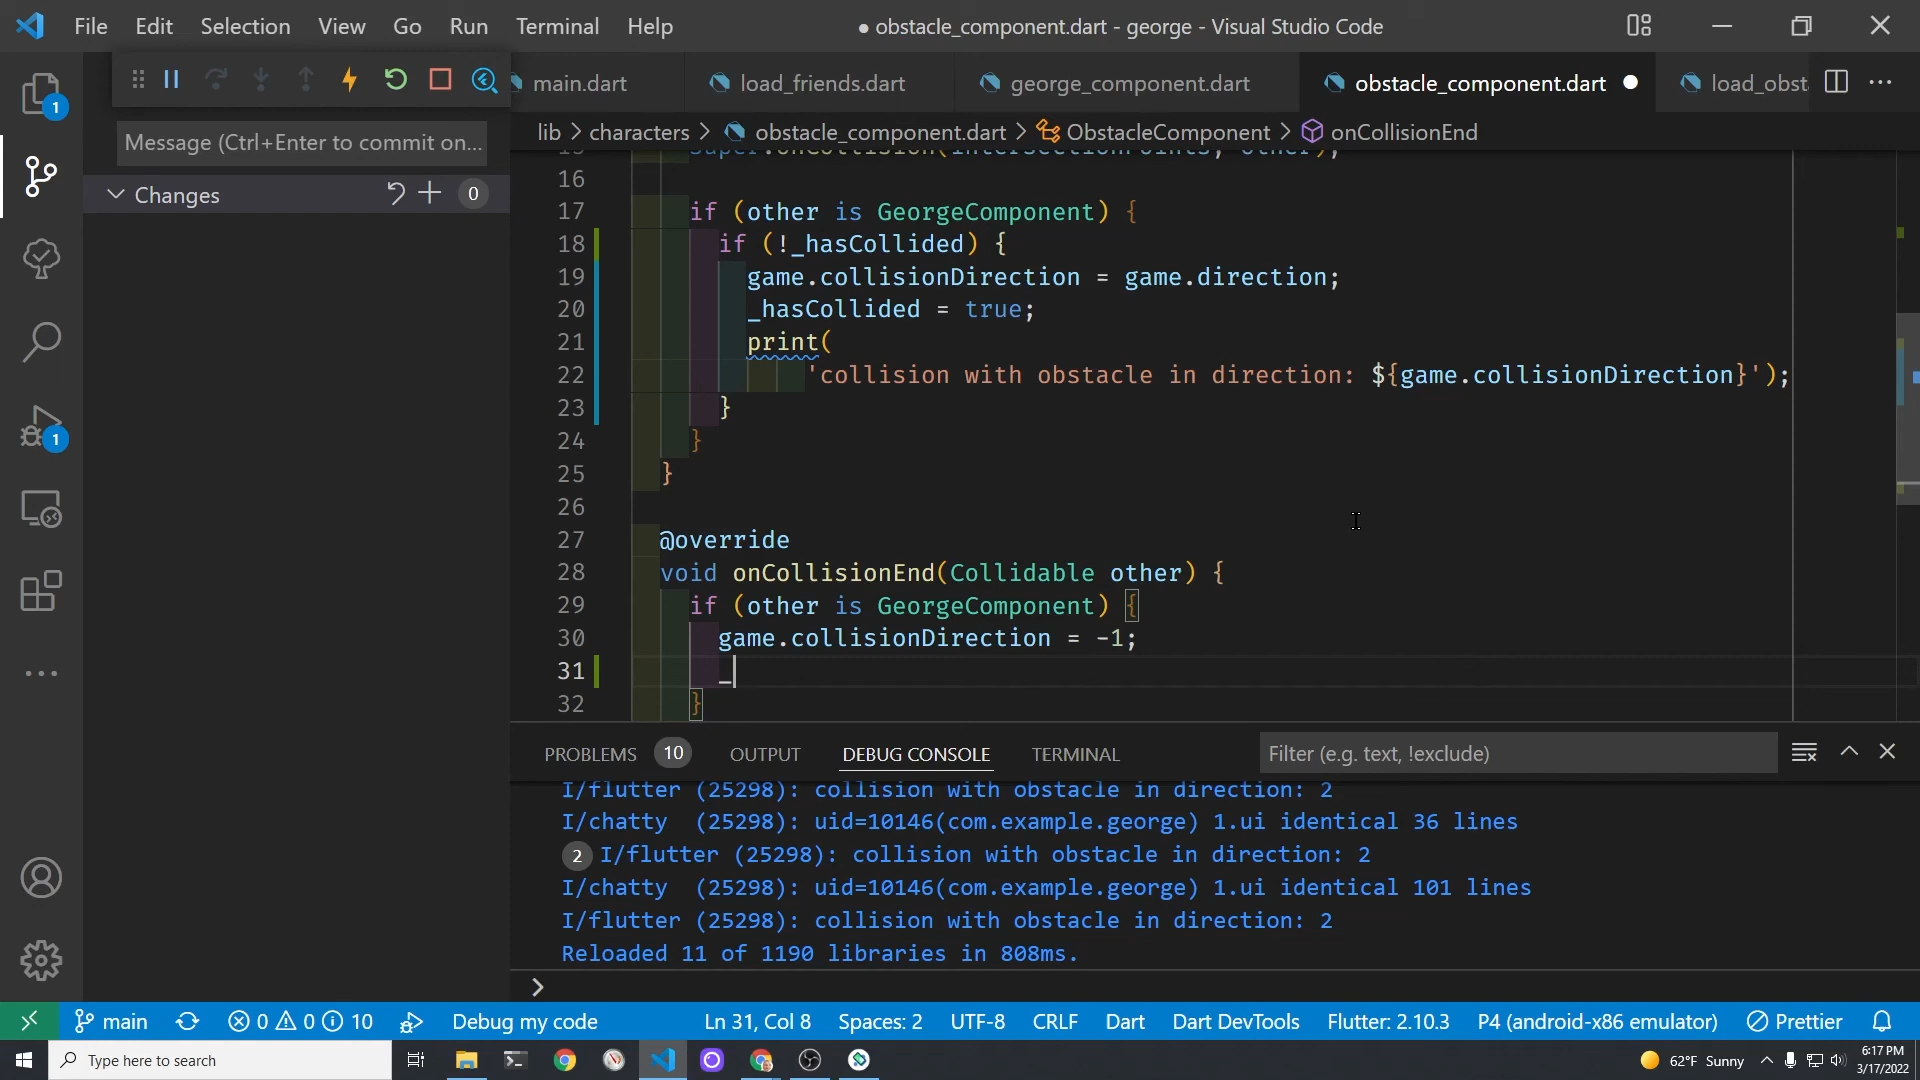 File Edit Selection View Go Run Terminal Help
● obstacle_component.dart - george - Visual Studio Code
main.dart
load_friends.dart
george_component.dart
obstacle_component.dart ●
load_obst
1
Message (Ctrl+Enter to commit on...
Changes
0
lib > characters > obstacle_component.dart > ObstacleComponent > onCollisionEnd
15 super.onCollision(intersectionPoints, other);
16
17 if (other is GeorgeComponent) {
18 if (!_hasCollided) {
19 game.collisionDirection = game.direction;
20 _hasCollided = true;
21 print(
22 'collision with obstacle in direction: ${game.collisionDirection}');
23 }
24 }
25 }
26
27 @override
28 void onCollisionEnd(Collidable other) {
29 if (other is GeorgeComponent) {
30 game.collisionDirection = -1;
31 _
32 }
1
PROBLEMS 10 OUTPUT DEBUG CONSOLE TERMINAL
Filter (e.g. text, !exclude)
I/flutter (25298): collision with obstacle in direction: 2
I/chatty  (25298): uid=10146(com.example.george) 1.ui identical 36 lines
2 I/flutter (25298): collision with obstacle in direction: 2
I/chatty  (25298): uid=10146(com.example.george) 1.ui identical 101 lines
I/flutter (25298): collision with obstacle in direction: 2
Reloaded 11 of 1190 libraries in 808ms.
main
0 0 10
Debug my code
Ln 31, Col 8
Spaces: 2
UTF-8
CRLF
Dart
Dart DevTools
Flutter: 2.10.3
P4 (android-x86 emulator)
Prettier
Type here to search
62°F Sunny
6:17 PM
3/17/2022